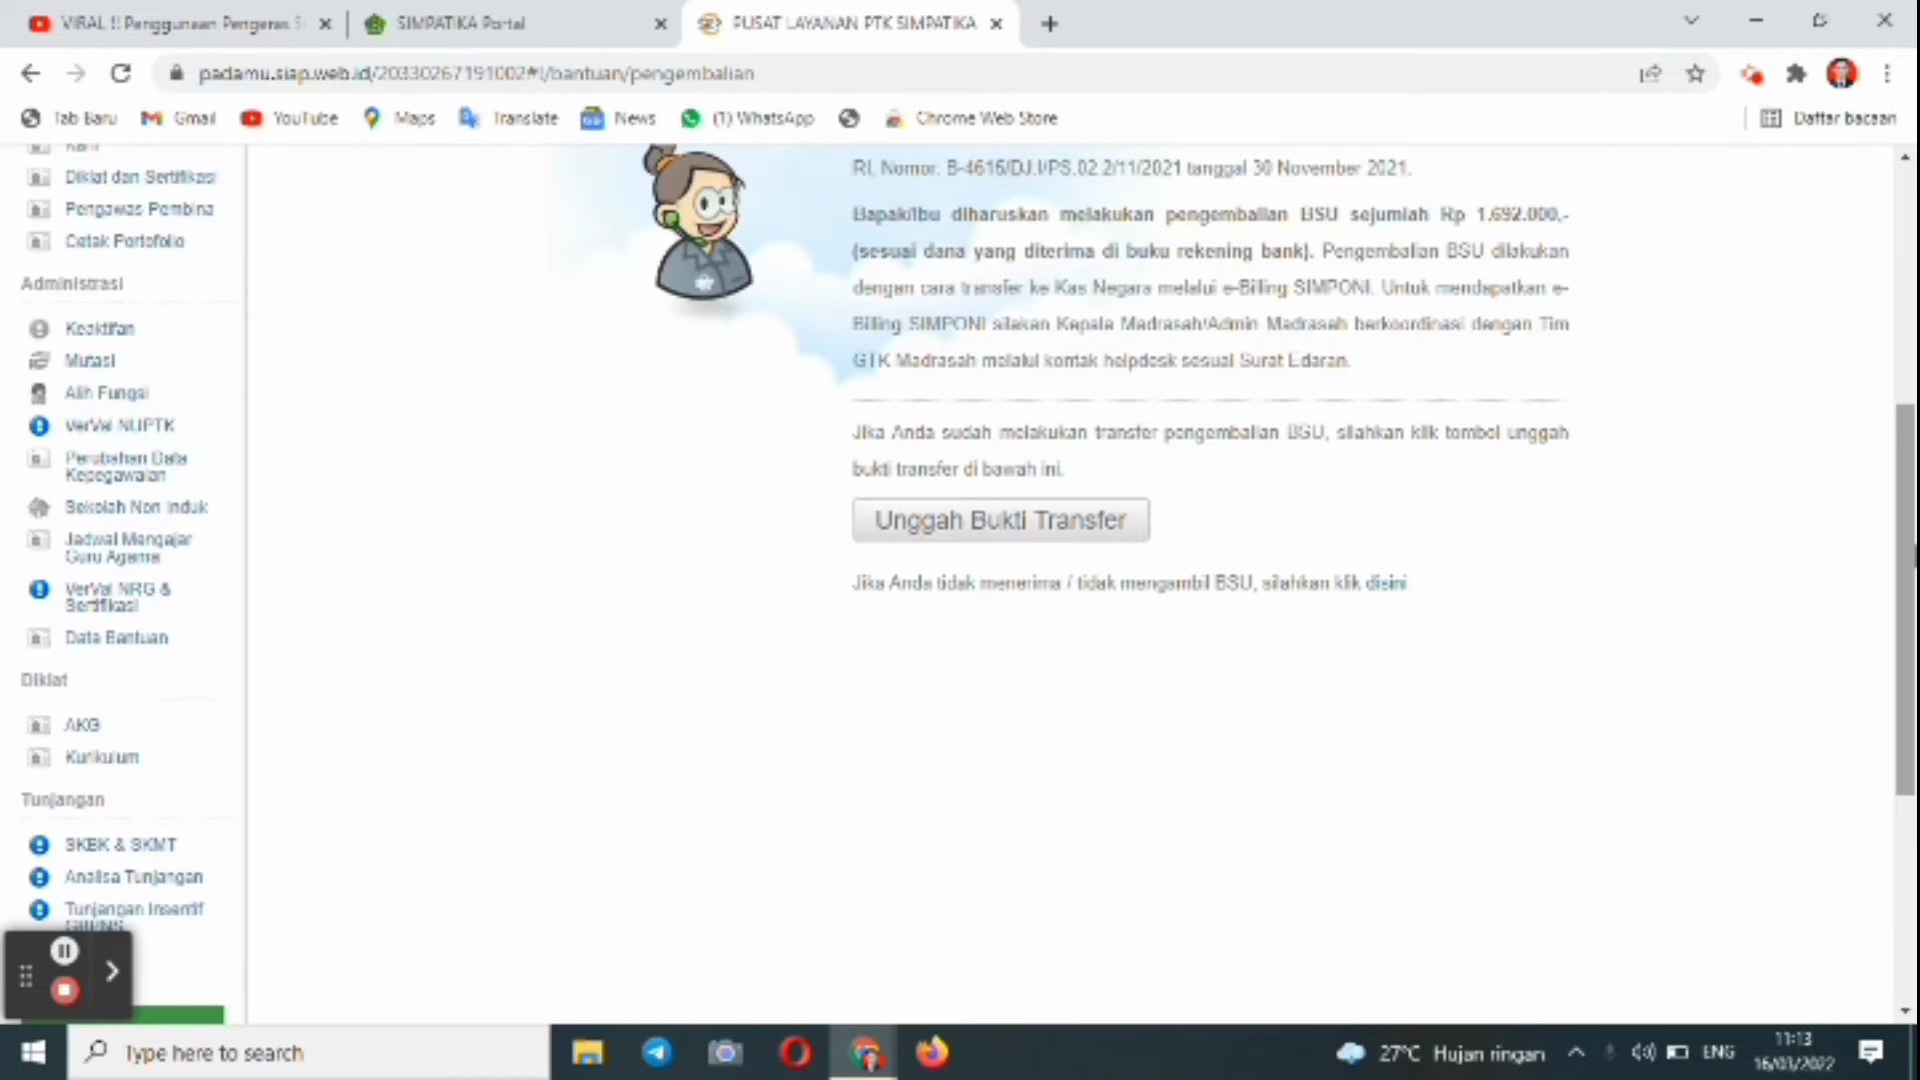 VIRAL !! Penggunaan Pengeras S
SIMPATIKA Portal
PUSAT LAYANAN PTK SIMPATIKA
padamu.siap.web.id/20330267191002#!/bantuan/pengembalian
Tab Baru
Gmail
YouTube
Maps
Translate
News
(1) WhatsApp
Chrome Web Store
Daftar bacaan
Diklat dan Sertifikasi
Pengawas Pembina
Cetak Portofolio
Administrasi
Keaktifan
Mutasi
Alih Fungsi
VerVal NUPTK
Perubahan Data
Kepegawaian
Sekolah Non Induk
Jadwal Mengajar
Guru Agama
VerVal NRG &
Sertifikasi
Data Bantuan
Diklat
AKG
Kurikulum
Tunjangan
SKBK & SKMT
Analisa Tunjangan
Tunjangan Insentif
RI, Nomor: B-4616/DJ.I/PS.02.2/11/2021 tanggal 30 November 2021.
Bapak/Ibu diharuskan melakukan pengembalian BSU sejumlah Rp 1.692.000,-
(sesuai dana yang diterima di buku rekening bank). Pengembalian BSU dilakukan
dengan cara transfer ke Kas Negara melalui e-Billing SIMPONI. Untuk mendapatkan e-
Billing SIMPONI silakan Kepala Madrasah/Admin Madrasah berkoordinasi dengan Tim
GTK Madrasah melalui kontak helpdesk sesuai Surat Edaran.
Jika Anda sudah melakukan transfer pengembalian BSU, silahkan klik tombol unggah
bukti transfer di bawah ini.
Unggah Bukti Transfer
Jika Anda tidak menerima / tidak mengambil BSU, silahkan klik disini
Type here to search
27°C Hujan ringan
ENG
11:13
16/03/2022